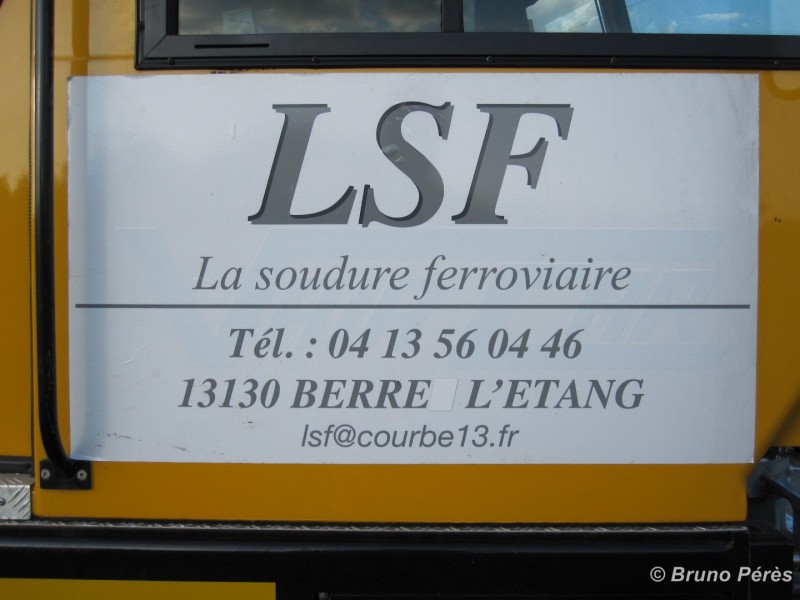 LSF
La soudure ferroviaire
Tél. : 04 13 56 04 46
13130 BERRE L'ETANG
lsf@courbe13.fr
© Bruno Pérès